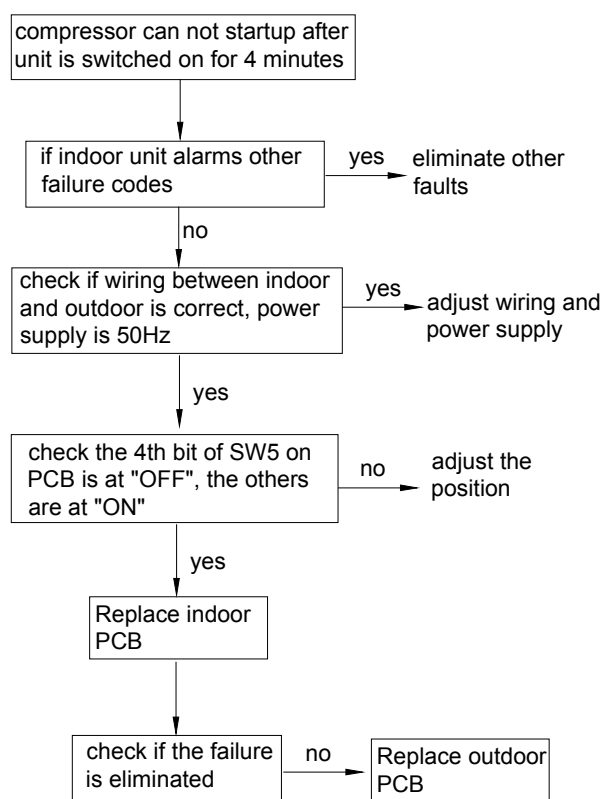 compressor can not startup after
unit is switched on for 4 minutes
if indoor unit alarms other
failure codes
yes
eliminate other
faults
no
check if wiring between indoor
and outdoor is correct, power
supply is 50Hz
yes
adjust wiring and
power supply
yes
check the 4th bit of SW5 on
PCB is at "OFF", the others
are at "ON"
no
adjust the
position
yes
Replace indoor
PCB
check if the failure
is eliminated
no
Replace outdoor
PCB